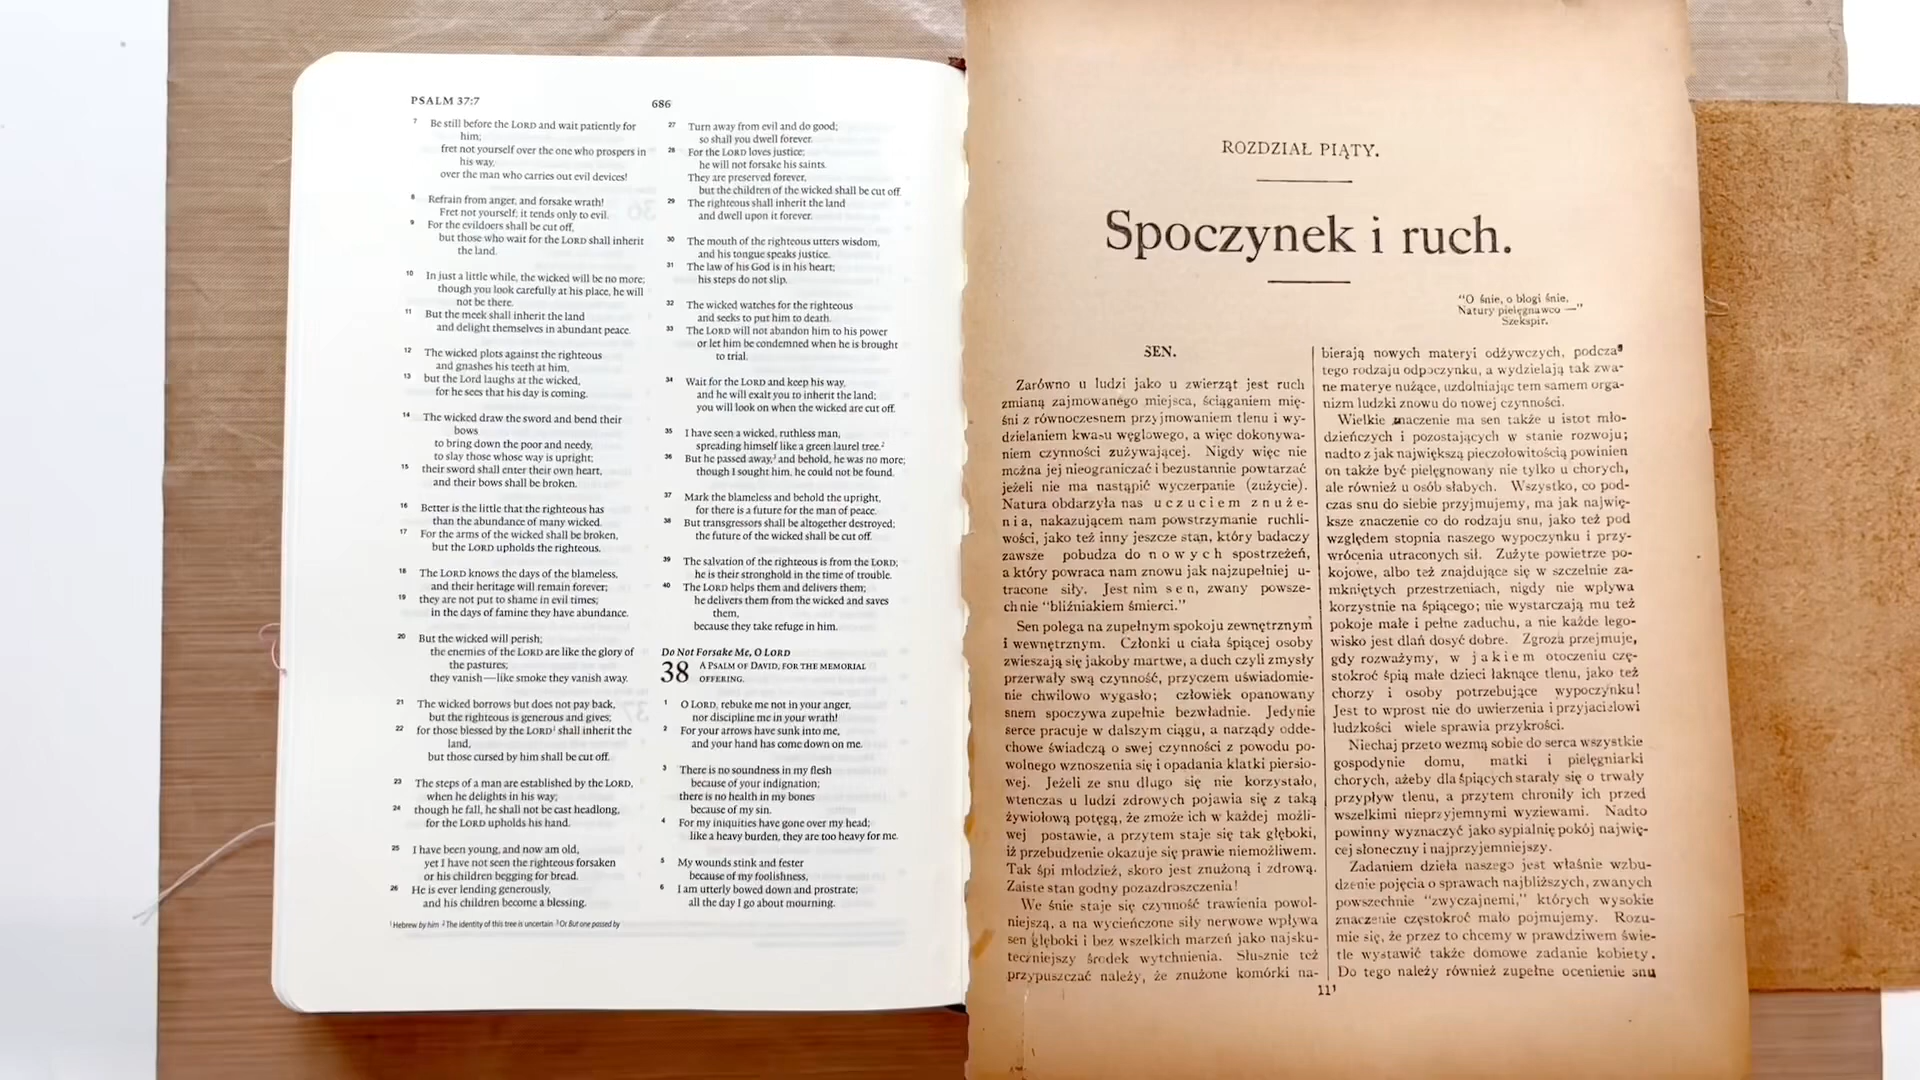 PSALM 37:7
686
7 Be still before the LORD and wait patiently for
him;
fret not yourself over the one who prospers in
his way,
over the man who carries out evil devices!
8 Refrain from anger, and forsake wrath!
Fret not yourself; it tends only to evil.
9 For the evildoers shall be cut off,
but those who wait for the LORD shall inherit
the land.
10 In just a little while, the wicked will be no more;
though you look carefully at his place, he will
not be there.
11 But the meek shall inherit the land
and delight themselves in abundant peace.
12 The wicked plots against the righteous
and gnashes his teeth at him,
13 but the Lord laughs at the wicked,
for he sees that his day is coming.
14 The wicked draw the sword and bend their
bows
to bring down the poor and needy,
to slay those whose way is upright;
15 their sword shall enter their own heart,
and their bows shall be broken.
16 Better is the little that the righteous has
than the abundance of many wicked.
17 For the arms of the wicked shall be broken,
but the LORD upholds the righteous.
18 The LORD knows the days of the blameless,
and their heritage will remain forever;
19 they are not put to shame in evil times;
in the days of famine they have abundance.
20 But the wicked will perish;
the enemies of the LORD are like the glory of
the pastures;
they vanish—like smoke they vanish away.
21 The wicked borrows but does not pay back,
but the righteous is generous and gives;
22 for those blessed by the LORD1 shall inherit the
land,
but those cursed by him shall be cut off.
23 The steps of a man are established by the LORD,
when he delights in his way;
24 though he fall, he shall not be cast headlong,
for the LORD upholds his hand.
25 I have been young, and now am old,
yet I have not seen the righteous forsaken
or his children begging for bread.
26 He is ever lending generously,
and his children become a blessing.
27 Turn away from evil and do good;
so shall you dwell forever.
28 For the LORD loves justice;
he will not forsake his saints.
They are preserved forever,
but the children of the wicked shall be cut off.
29 The righteous shall inherit the land
and dwell upon it forever.
30 The mouth of the righteous utters wisdom,
and his tongue speaks justice.
31 The law of his God is in his heart;
his steps do not slip.
32 The wicked watches for the righteous
and seeks to put him to death.
33 The LORD will not abandon him to his power
or let him be condemned when he is brought
to trial.
34 Wait for the LORD and keep his way,
and he will exalt you to inherit the land;
you will look on when the wicked are cut off.
35 I have seen a wicked, ruthless man,
spreading himself like a green laurel tree.2
36 But he passed away,3 and behold, he was no more;
though I sought him, he could not be found.
37 Mark the blameless and behold the upright,
for there is a future for the man of peace.
38 But transgressors shall be altogether destroyed;
the future of the wicked shall be cut off.
39 The salvation of the righteous is from the LORD;
he is their stronghold in the time of trouble.
40 The LORD helps them and delivers them;
he delivers them from the wicked and saves
them,
because they take refuge in him.
Do Not Forsake Me, O LORD
38 A PSALM OF DAVID, FOR THE MEMORIAL
OFFERING.
1 O LORD, rebuke me not in your anger,
nor discipline me in your wrath!
2 For your arrows have sunk into me,
and your hand has come down on me.
3 There is no soundness in my flesh
because of your indignation;
there is no health in my bones
because of my sin.
4 For my iniquities have gone over my head;
like a heavy burden, they are too heavy for me.
5 My wounds stink and fester
because of my foolishness,
6 I am utterly bowed down and prostrate;
all the day I go about mourning.
1 Hebrew by him 2 The identity of this tree is uncertain 3 Or But one passed by
ROZDZIAŁ PIĄTY.
Spoczynek i ruch.
"O śnie, o błogi śnie,
Natury pielęgnawco — "
Szekspir.
SEN.
Zarówno u ludzi jako u zwierząt jest ruch
zmianą zajmowanego miejsca, ściąganiem mię-
śni z równoczesnem przyjmowaniem tlenu i wy-
dzielaniem kwasu węglowego, a więc dokonywa-
niem czynności zużywającej. Nigdy więc nie
można jej nieograniczać i bezustannie powtarzać
jeżeli nie ma nastąpić wyczerpanie (zużycie).
Natura obdarzyła nas uczuciem znuże-
nia, nakazującem nam powstrzymanie ruchli-
wości, jako też inny jeszcze stan, który badaczy
zawsze pobudza do nowych spostrzeżeń,
a który powraca nam znowu jak najzupełniej u-
tracone siły. Jest nim sen, zwany powsze-
chnie "bliźniakiem śmierci."
Sen polega na zupełnym spokoju zewnętrznym
i wewnętrznym. Członki u ciała śpiącej osoby
zwieszają się jakoby martwe, a duch czyli zmysły
przerwały swą czynność, przyczem uświadomie-
nie chwilowo wygasło; człowiek opanowany
snem spoczywa zupełnie bezwładnie. Jedynie
serce pracuje w dalszym ciągu, a narządy odde-
chowe świadczą o swej czynności z powodu po-
wolnego wznoszenia się i opadania klatki piersio-
wej. Jeżeli ze snu długo się nie korzystało,
wtenczas u ludzi zdrowych pojawia się z taką
żywiołową potęgą, że zmoże ich w każdej możli-
wej postawie, a przytem staje się tak głęboki,
iż przebudzenie okazuje się prawie niemożliwem.
Tak śpi młodzież, skoro jest znużoną i zdrową.
Zaiste stan godny pozazdroszczenia!
We śnie staje się czynność trawienia powol-
niejszą, a na wycieńczone siły nerwowe wpływa
sen głęboki i bez wszelkich marzeń jako najsku-
teczniejszy środek wytchnienia. Słusznie też
przypuszczać należy, że znużone komórki na-
bierają nowych materyi odżywczych, podczas
tego rodzaju odpoczynku, a wydzielają tak zwa-
ne materye nużące, uzdolniając tem samem orga-
nizm ludzki znowu do nowej czynności.
Wielkie znaczenie ma sen także u istot mło-
dzieńczych i pozostających w stanie rozwoju;
nadto z jak największą pieczołowitością powinien
on także być pielęgnowany nie tylko u chorych,
ale również u osób słabych. Wszystko, co pod-
czas snu do siebie przyjmujemy, ma jak najwię-
ksze znaczenie co do rodzaju snu, jako też pod
względem stopnia naszego wypoczynku i przy-
wrócenia utraconych sił. Zużyte powietrze po-
kojowe, albo też znajdujące się w szczelnie za-
mkniętych przestrzeniach, nigdy nie wpływa
korzystnie na śpiącego; nie wystarczają mu też
pokoje małe i pełne zaduchu, a nie każde lego-
wisko jest dlań dosyć dobre. Zgroza przejmuje,
gdy rozważymy, w jakiem otoczeniu czę-
stokroć śpią małe dzieci łaknące tlenu, jako też
chorzy i osoby potrzebujące wypoczynku!
Jest to wprost nie do uwierzenia i przyjacielowi
ludzkości wiele sprawia przykrości.
Niechaj przeto wezmą sobie do serca wszystkie
gospodynie domu, matki i pielęgniarki
chorych, ażeby dla śpiących starały się o trwały
przypływ tlenu, a przytem chroniły ich przed
wszelkimi nieprzyjemnymi wyziewami. Nadto
powinny wyznaczyć jako sypialnię pokój najwię-
cej słoneczny i najprzyjemniejszy.
Zadaniem dzieła naszego jest właśnie wzbu-
dzenie pojęcia o sprawach najbliższych, zwanych
powszechnie "zwyczajnemi," których wysokie
znaczenie częstokroć mało pojmujemy. Rozu-
mie się, że przez to chcemy w prawdziwem świe-
tle wystawić także domowe zadanie kobiety.
Do tego należy również zupełne ocenienie snu
11¹